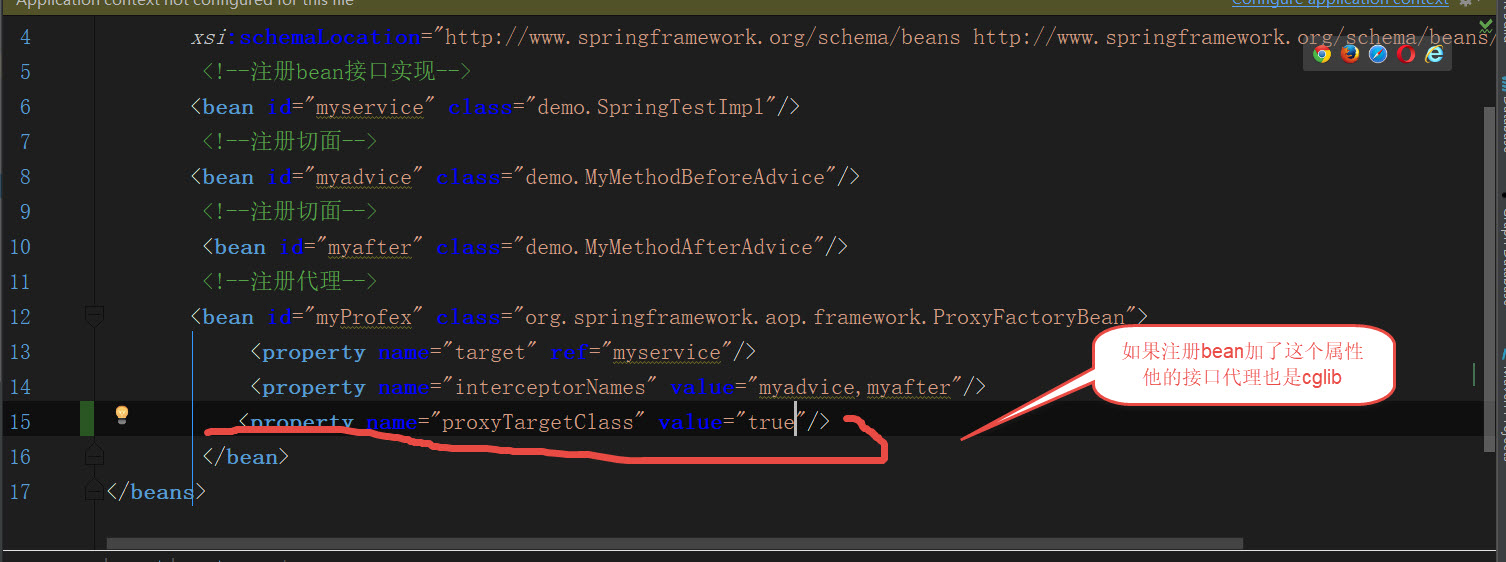 Application context not configured for this file
Configure application context
4 xsi:schemaLocation="http://www.springframework.org/schema/beans http://www.springframework.org/schema/beans/
5 <!--注册bean接口实现-->
6 <bean id="myservice" class="demo.SpringTestImpl"/>
7 <!--注册切面-->
8 <bean id="myadvice" class="demo.MyMethodBeforeAdvice"/>
9 <!--注册切面-->
10 <bean id="myafter" class="demo.MyMethodAfterAdvice"/>
11 <!--注册代理-->
12 <bean id="myProfex" class="org.springframework.aop.framework.ProxyFactoryBean">
13 <property name="target" ref="myservice"/>
14 <property name="interceptorNames" value="myadvice,myafter"/>
15 <property name="proxyTargetClass" value="true"/>
16 </bean>
17 </beans>
如果注册bean加了这个属性
他的接口代理也是cglib